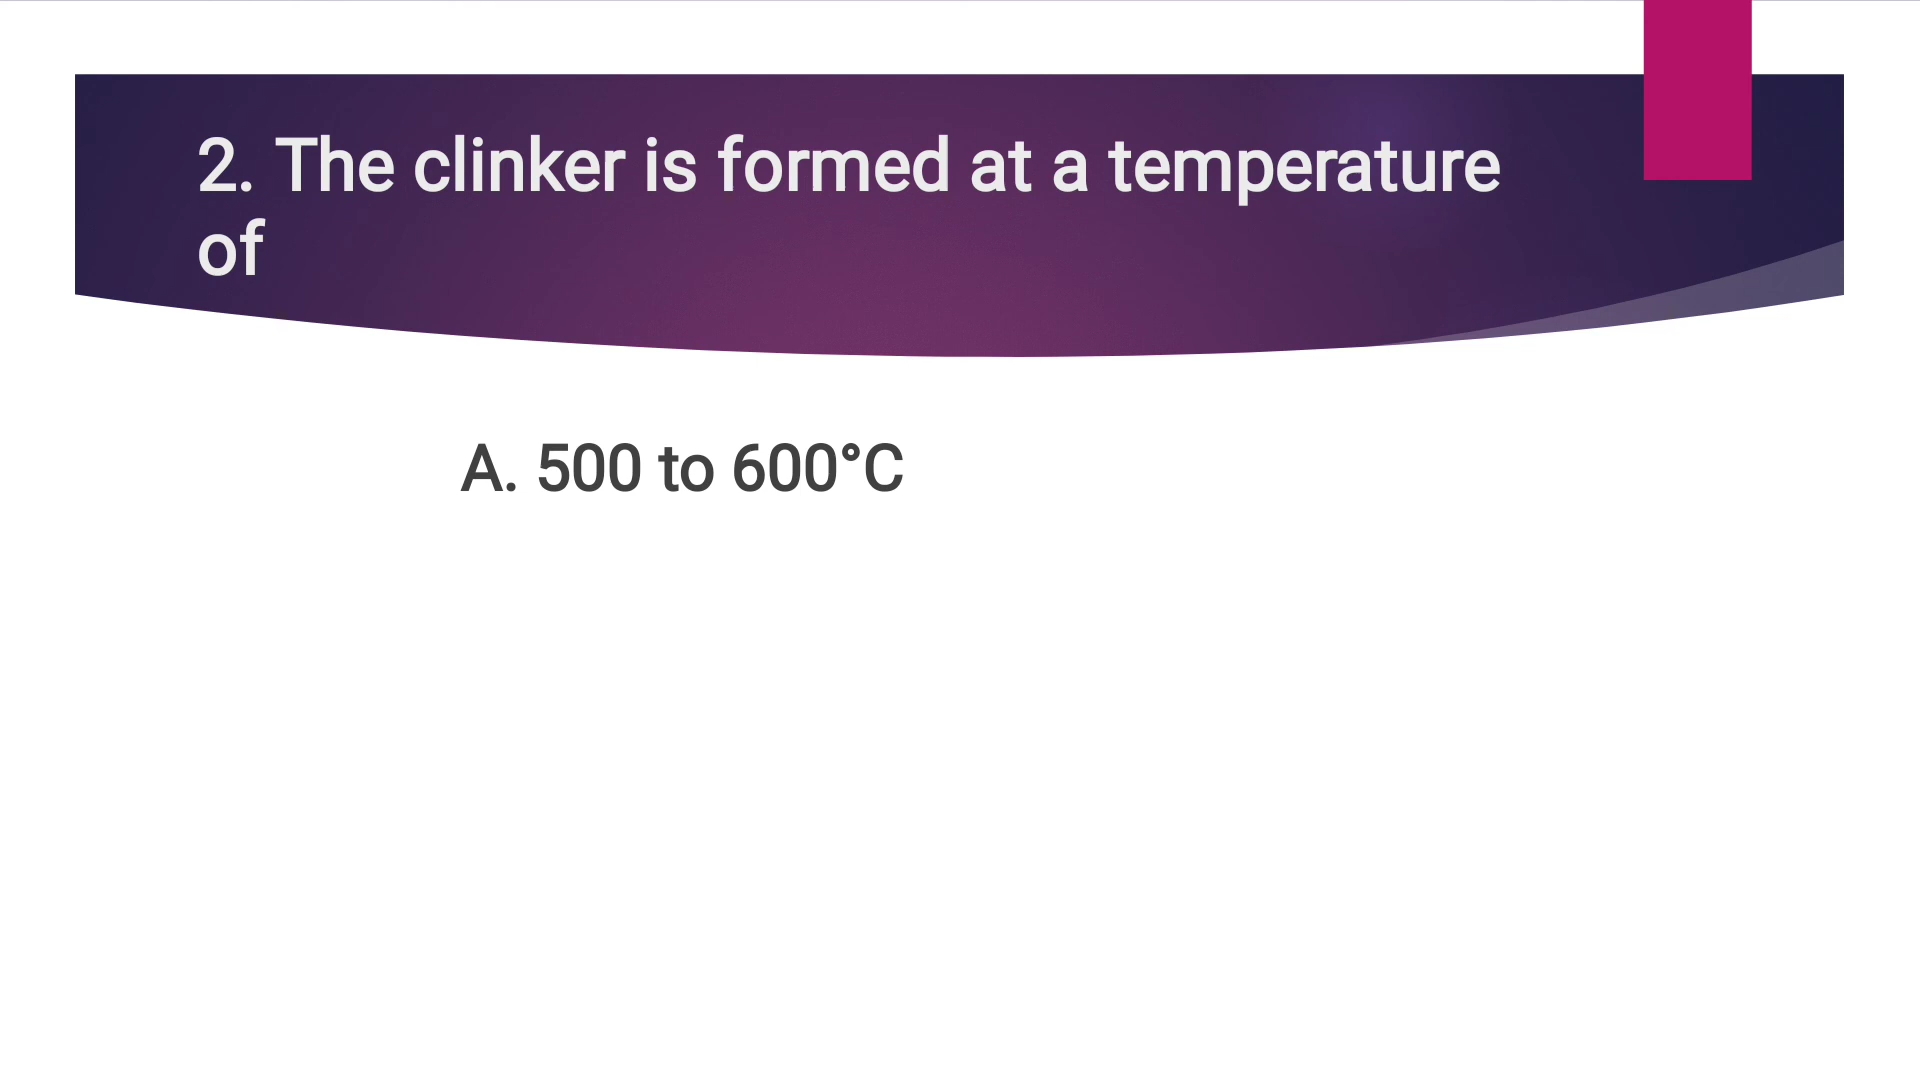 2. The clinker is formed at a temperature
of
A. 500 to 600°C